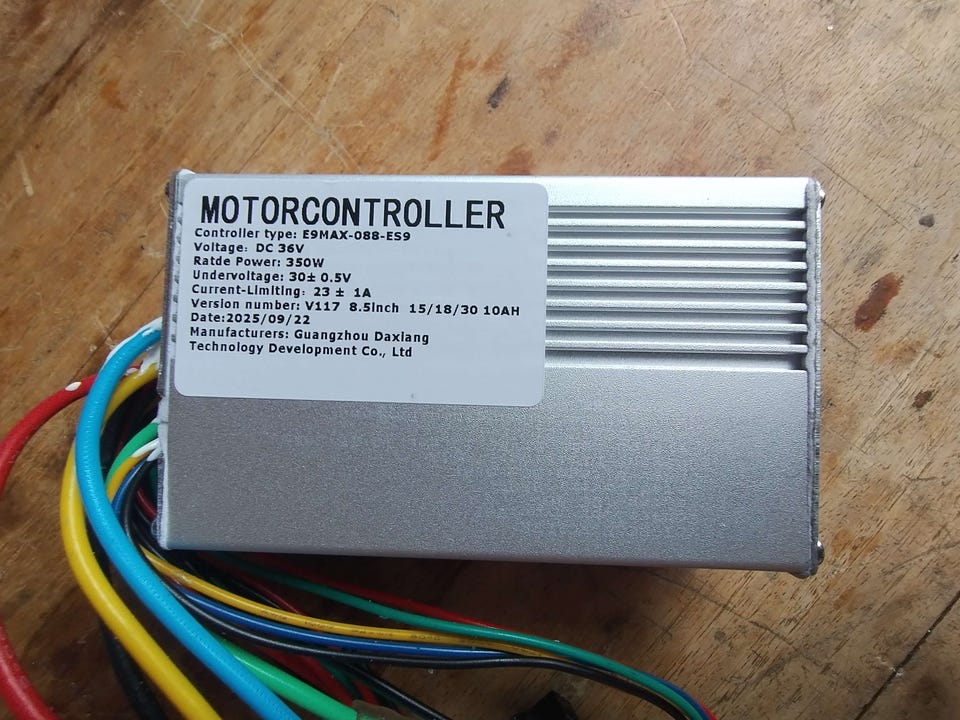 MOTORCONTROLLER
Controller type: E9MAX-088-ES9
Voltage: DC 36V
Ratde Power: 350W
Undervoltage: 30± 0.5V
Current-Limiting: 23 ± 1A
Version number: V117 8.5inch 15/18/30 10AH
Date:2025/09/22
Manufacturers: Guangzhou Daxiang
Technology Development Co., Ltd